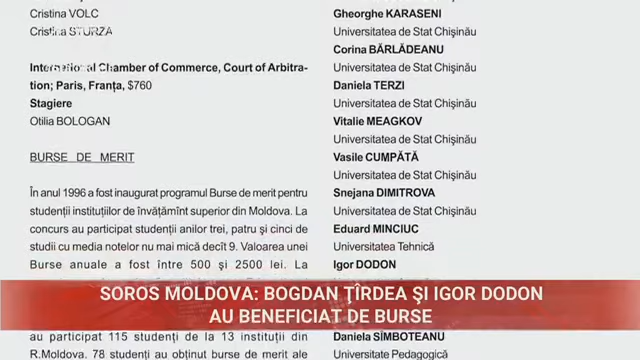 Cristina VOLC
Cristina STURZA
International Chamber of Commerce, Court of Arbitra-
tion; Paris, Franța, $760
Stagiere
Otilia BOLOGAN
BURSE DE MERIT
În anul 1996 a fost inaugurat programul Burse de merit pentru
studenții instituțiilor de învățămînt superior din Moldova. La
concurs au participat studenții anilor trei, patru și cinci de
studii cu media notelor nu mai mică decît 9. Valoarea unei
Burse anuale a fost între 500 și 2500 lei. La
au participat 115 studenți de la 13 instituții din
R.Moldova. 78 studenți au obținut burse de merit ale
Gheorghe KARASENI
Universitatea de Stat Chișinău
Corina BĂRLĂDEANU
Universitatea de Stat Chișinău
Daniela TERZI
Universitatea de Stat Chișinău
Vitalie MEAGKOV
Universitatea de Stat Chișinău
Vasile CUMPĂTĂ
Universitatea de Stat Chișinău
Snejana DIMITROVA
Universitatea de Stat Chișinău
Eduard MINCIUC
Universitatea Tehnică
Igor DODON
Daniela SÎMBOTEANU
Universitatea Pedagogică
SOROS MOLDOVA: BOGDAN ŢÎRDEA ŞI IGOR DODON
AU BENEFICIAT DE BURSE